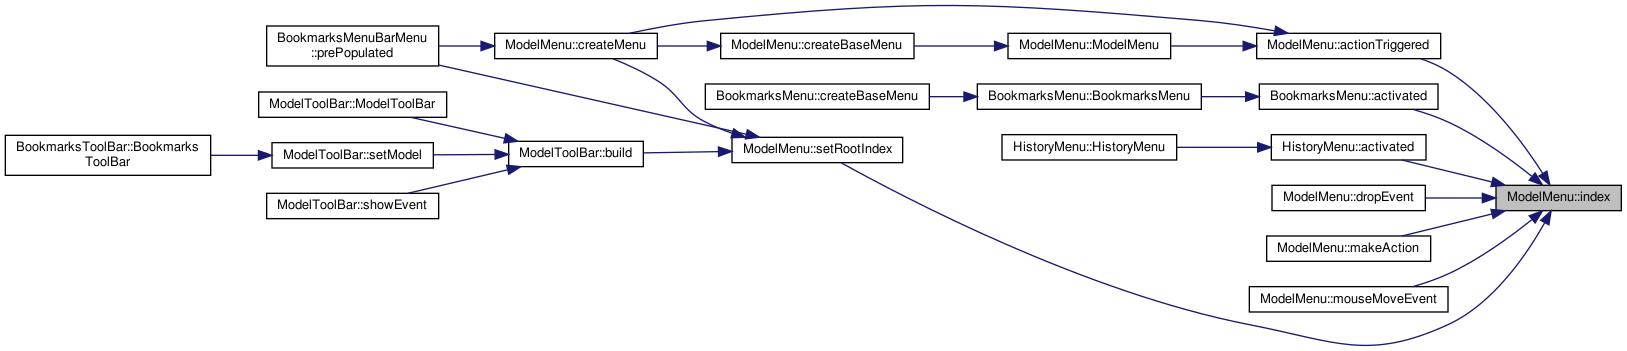 BookmarksMenuBarMenu
::prePopulated
ModelMenu::createMenu
ModelMenu::createBaseMenu
ModelMenu::ModelMenu
ModelMenu::actionTriggered
ModelToolBar::ModelToolBar
BookmarksMenu::createBaseMenu
BookmarksMenu::BookmarksMenu
BookmarksMenu::activated
BookmarksToolBar::Bookmarks
ToolBar
ModelToolBar::setModel
ModelToolBar::build
ModelMenu::setRootIndex
HistoryMenu::HistoryMenu
HistoryMenu::activated
ModelToolBar::showEvent
ModelMenu::dropEvent
ModelMenu::index
ModelMenu::makeAction
ModelMenu::mouseMoveEvent